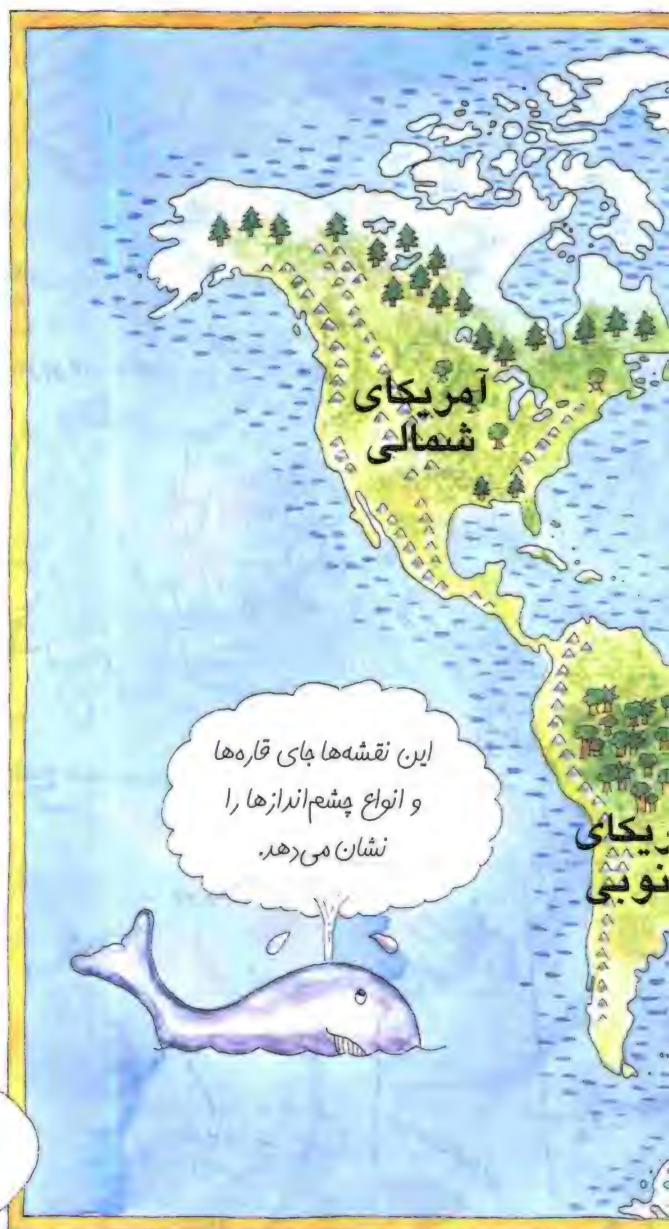 آمریکای
شمالی
این نقشه‌ها جای قاره‌ها
و انواع چشم‌اندازها را
نشان می‌دهد.
ریکای
نوبی